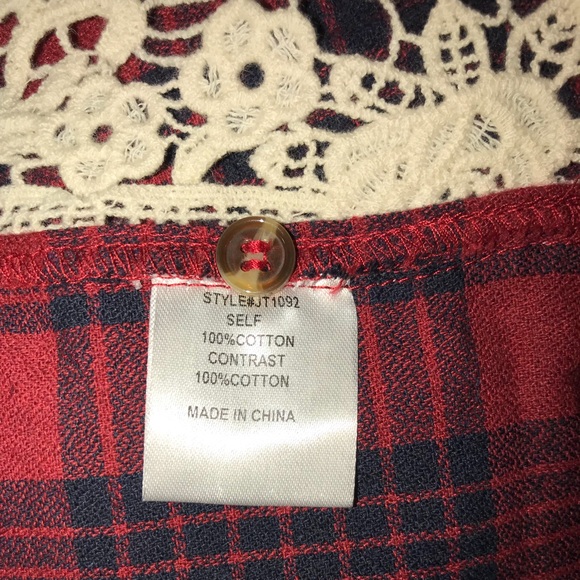 STYLE#JT1092
SELF
100%COTTON
CONTRAST
100%COTTON
MADE IN CHINA